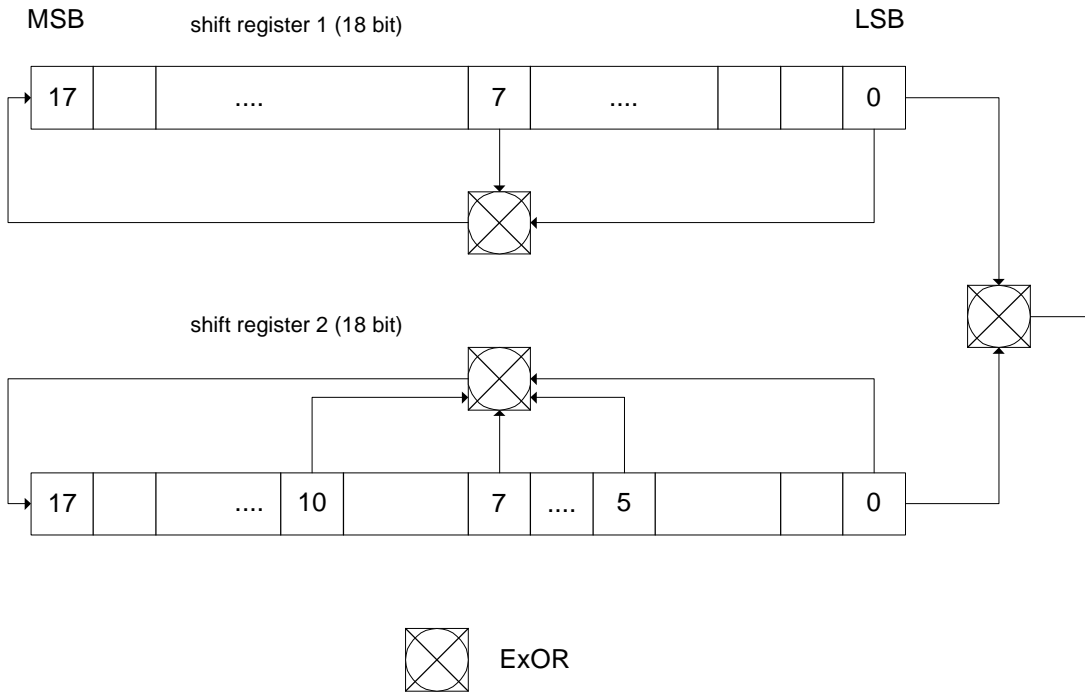 MSB
shift register 1 (18 bit)
LSB
17 .... 7 .... 0
shift register 2 (18 bit)
17 .... 10 7 .... 5 0
ExOR